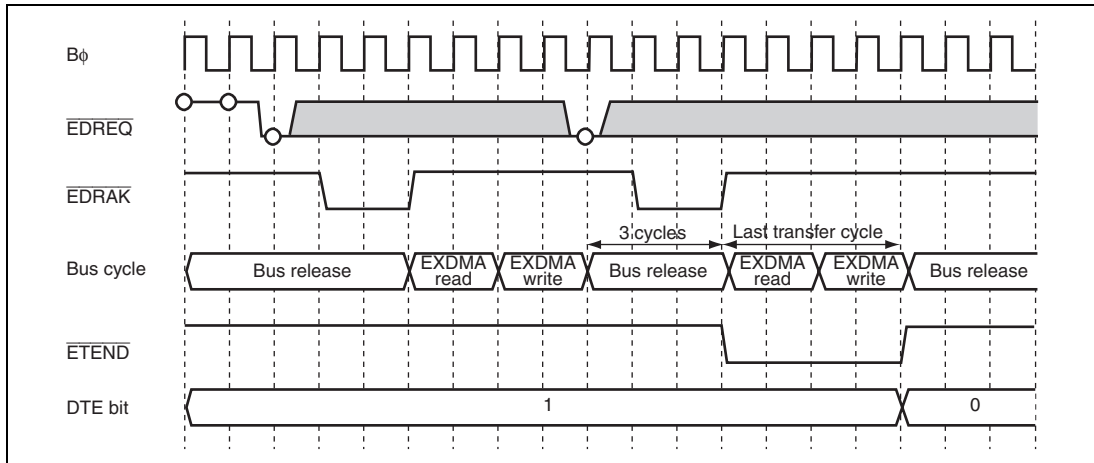 Bφ
EDREQ
EDRAK
3 cycles Last transfer cycle
Bus cycle Bus release EXDMA read EXDMA write Bus release EXDMA read EXDMA write Bus release
ETEND
DTE bit 1 0